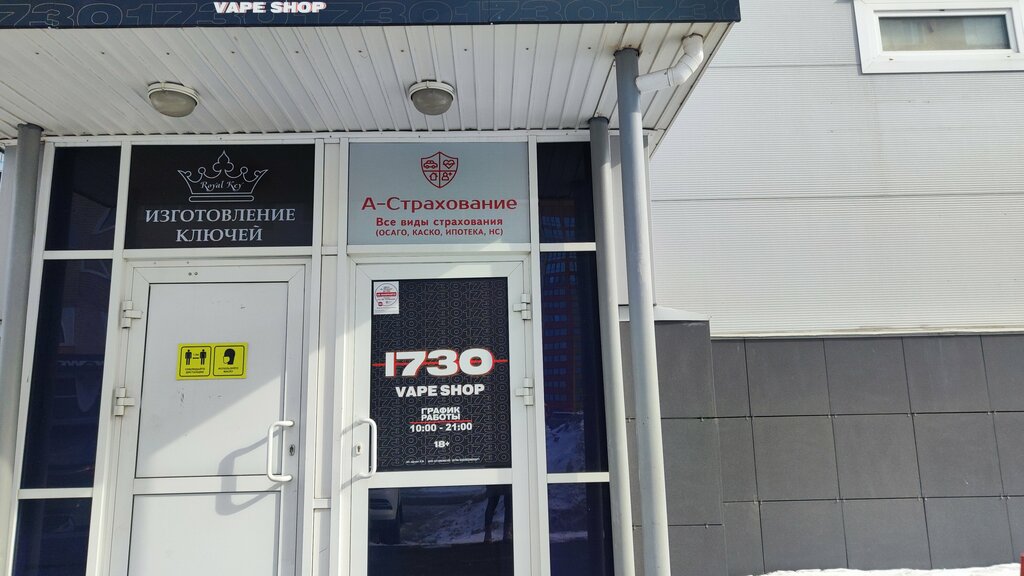 VAPE SHOP
Royal Key
ИЗГОТОВЛЕНИЕ
КЛЮЧЕЙ
А-Страхование
Все виды страхования
(ОСАГО, КАСКО, ИПОТЕКА, НС)
1730
VAPE SHOP
ГРАФИК
РАБОТЫ
10:00 - 21:00
18+